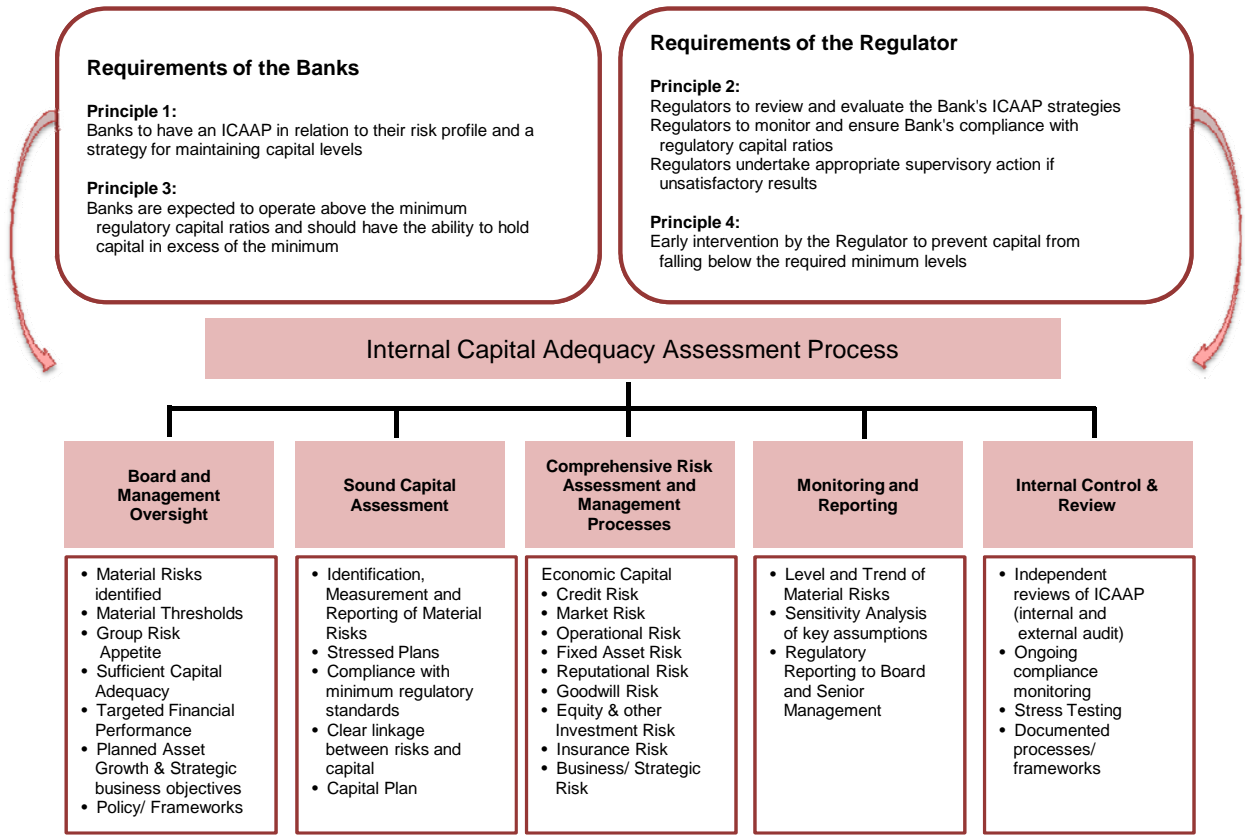 Requirements of the Banks
Principle 1:
Banks to have an ICAAP in relation to their risk profile and a
strategy for maintaining capital levels
Principle 3:
Banks are expected to operate above the minimum
regulatory capital ratios and should have the ability to hold
capital in excess of the minimum
Requirements of the Regulator
Principle 2:
Regulators to review and evaluate the Bank's ICAAP strategies
Regulators to monitor and ensure Bank's compliance with
regulatory capital ratios
Regulators undertake appropriate supervisory action if
unsatisfactory results
Principle 4:
Early intervention by the Regulator to prevent capital from
falling below the required minimum levels
Internal Capital Adequacy Assessment Process
Board and
Management
Oversight
• Material Risks
identified
• Material Thresholds
• Group Risk
Appetite
• Sufficient Capital
Adequacy
• Targeted Financial
Performance
• Planned Asset
Growth & Strategic
business objectives
• Policy/ Frameworks
Sound Capital
Assessment
• Identification,
Measurement and
Reporting of Material
Risks
• Stressed Plans
• Compliance with
minimum regulatory
standards
• Clear linkage
between risks and
capital
• Capital Plan
Comprehensive Risk
Assessment and
Management
Processes
Economic Capital
• Credit Risk
• Market Risk
• Operational Risk
• Fixed Asset Risk
• Reputational Risk
• Goodwill Risk
• Equity & other
Investment Risk
• Insurance Risk
• Business/ Strategic
Risk
Monitoring and
Reporting
• Level and Trend of
Material Risks
• Sensitivity Analysis
of key assumptions
• Regulatory
Reporting to Board
and Senior
Management
Internal Control &
Review
• Independent
reviews of ICAAP
(internal and
external audit)
• Ongoing
compliance
monitoring
• Stress Testing
• Documented
processes/
frameworks